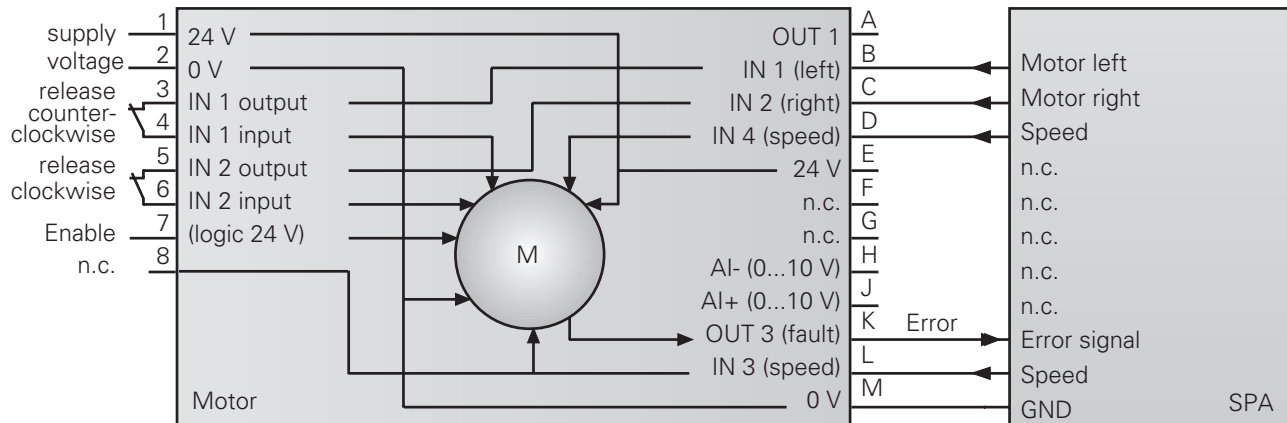 supply
voltage
release
counter-
clockwise
release
clockwise
Enable
n.c.
1
2
3
4
5
6
7
8
24 V
0 V
IN 1 output
IN 1 input
IN 2 output
IN 2 input
(logic 24 V)
Motor
M
OUT 1
IN 1 (left)
IN 2 (right)
IN 4 (speed)
24 V
n.c.
n.c.
AI- (0...10 V)
AI+ (0...10 V)
OUT 3 (fault)
IN 3 (speed)
0 V
A
B
C
D
E
F
G
H
J
K
L
M
Error
Motor left
Motor right
Speed
n.c.
n.c.
n.c.
n.c.
n.c.
Error signal
Speed
GND
SPA